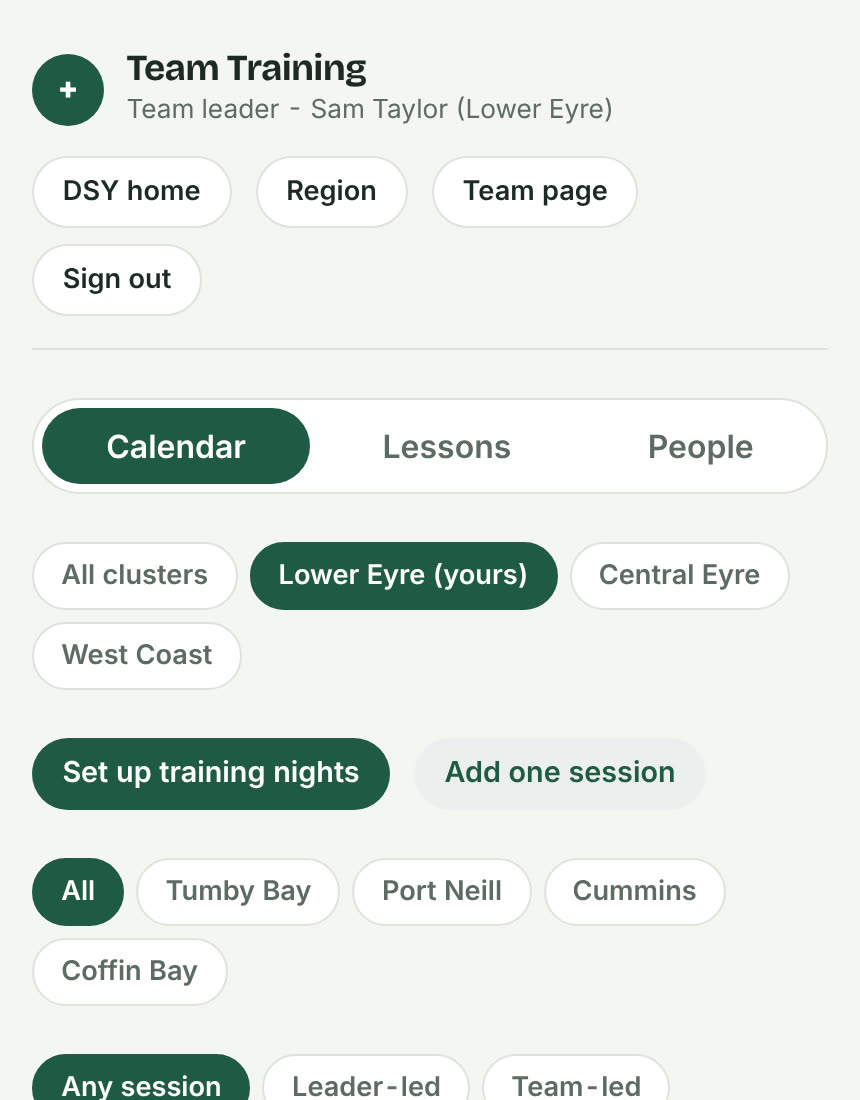 +
Team Training
Team leader - Sam Taylor (Lower Eyre)
DSY home Region Team page
Sign out
Calendar Lessons People
All clusters Lower Eyre (yours) Central Eyre
West Coast
Set up training nights Add one session
All Tumby Bay Port Neill Cummins
Coffin Bay
Any session Leader-led Team-led